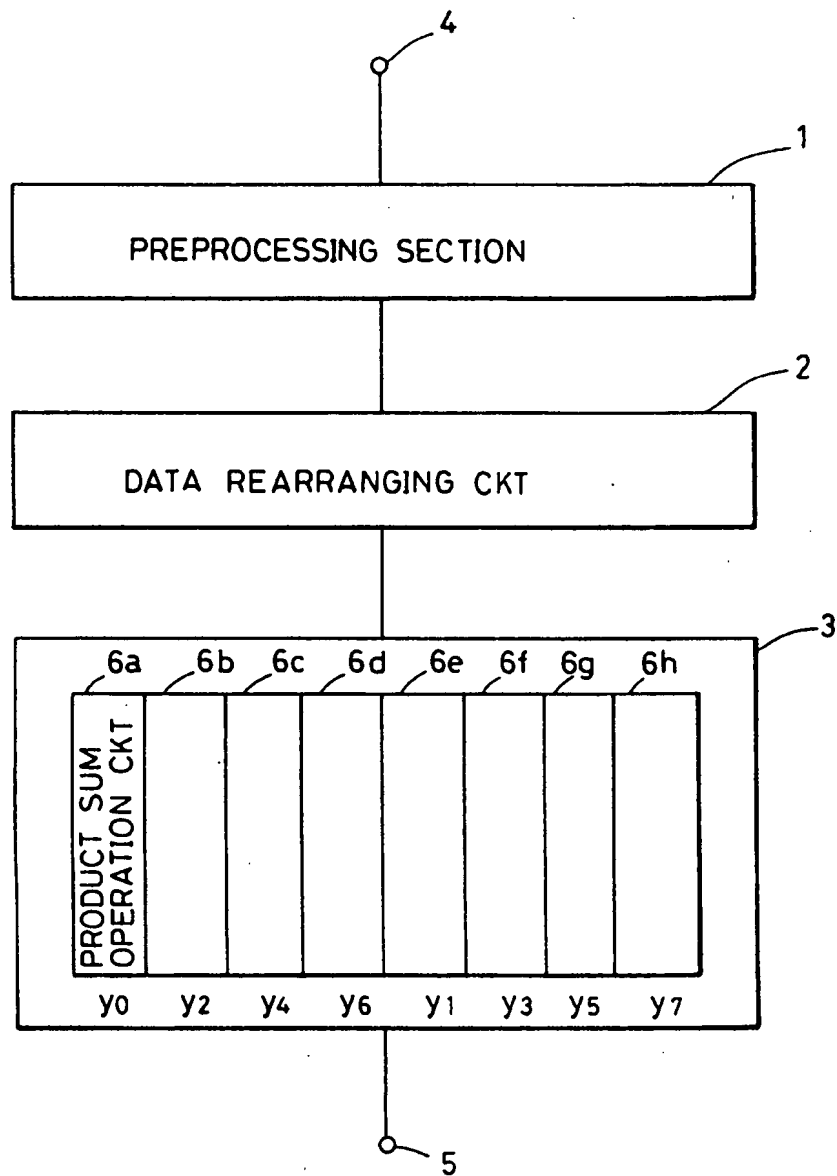 4
1
PREPROCESSING SECTION
2
DATA REARRANGING CKT
3
6a 6b 6c 6d 6e 6f 6g 6h
PRODUCT SUM
OPERATION CKT
y0 y2 y4 y6 y1 y3 y5 y7
5